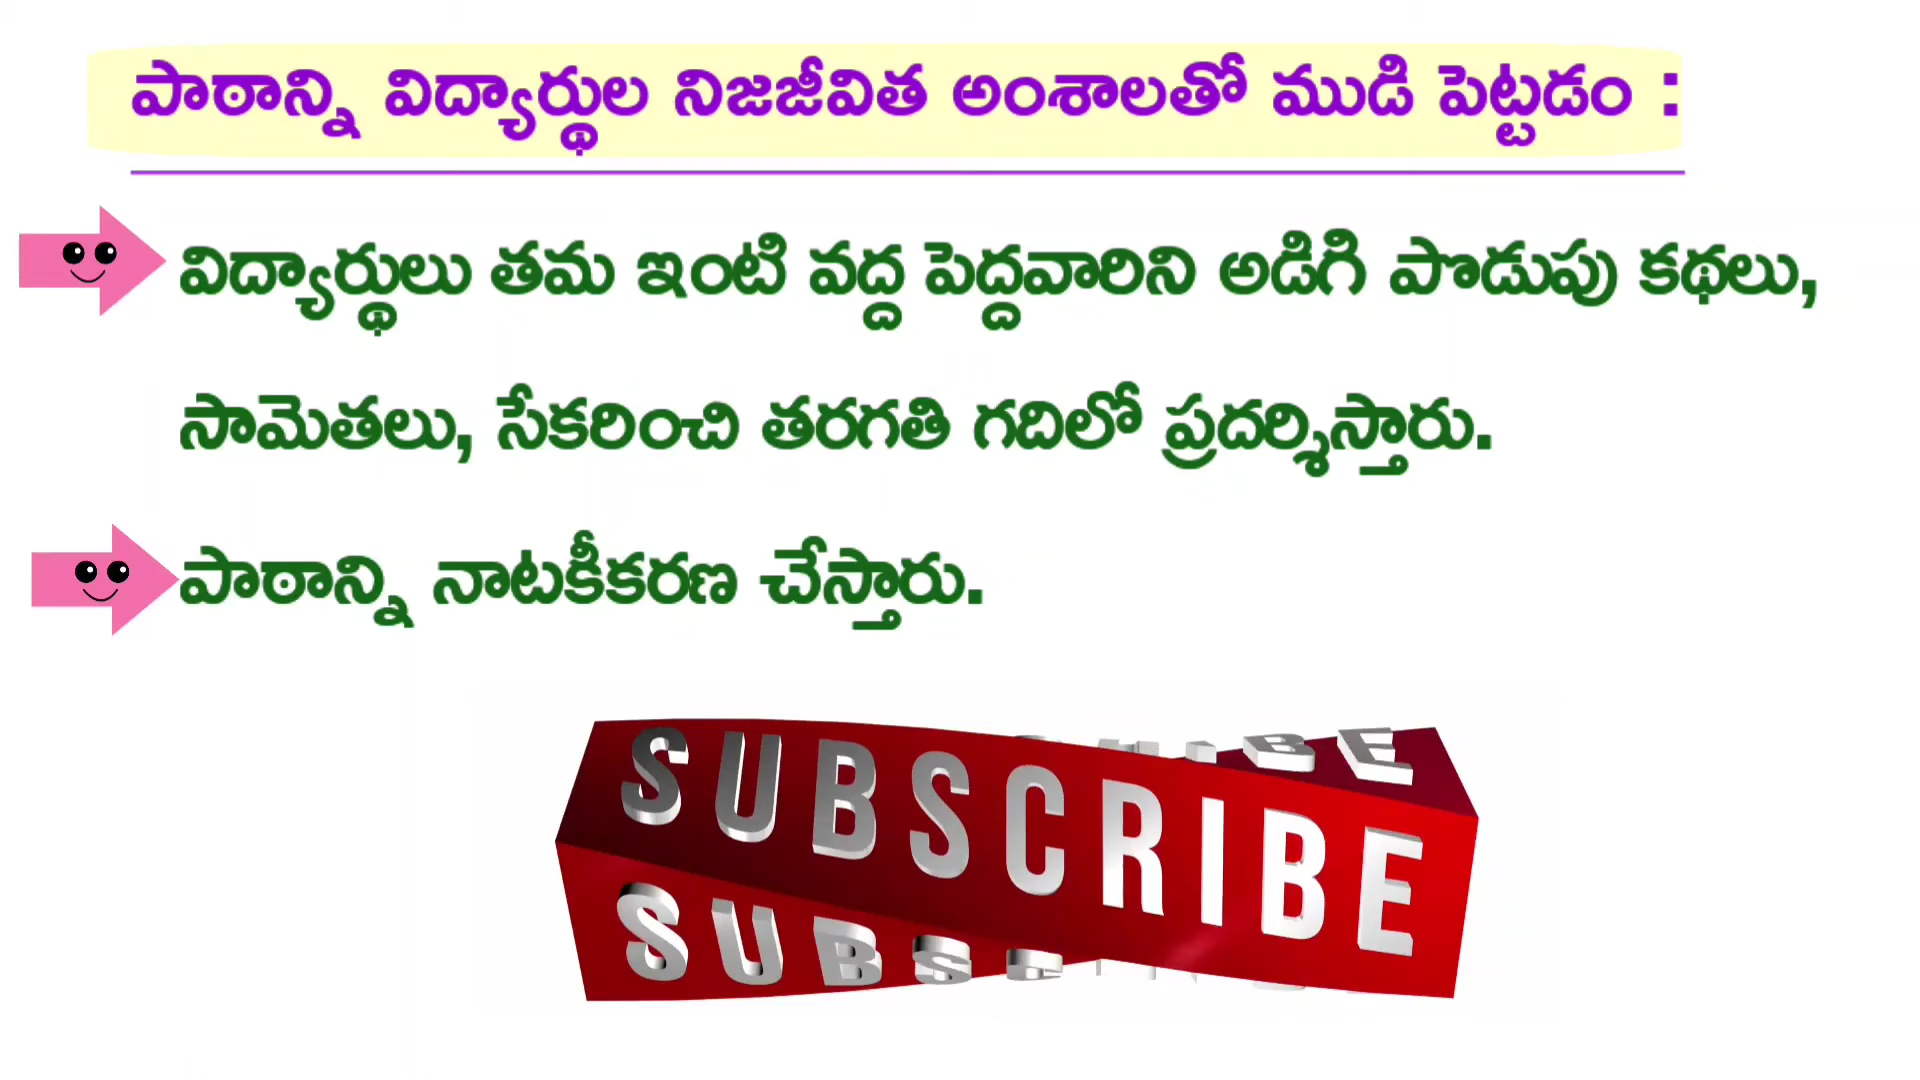 పాఠాన్ని విద్యార్థుల నిజజీవిత అంశాలతో ముడి పెట్టడం :
విద్యార్థులు తమ ఇంటి వద్ద పెద్దవారిని అడిగి పొడుపు కథలు,
సామెతలు, సేకరించి తరగతి గదిలో ప్రదర్శిస్తారు.
పాఠాన్ని నాటకీకరణ చేస్తారు.
SUBSCRIBE